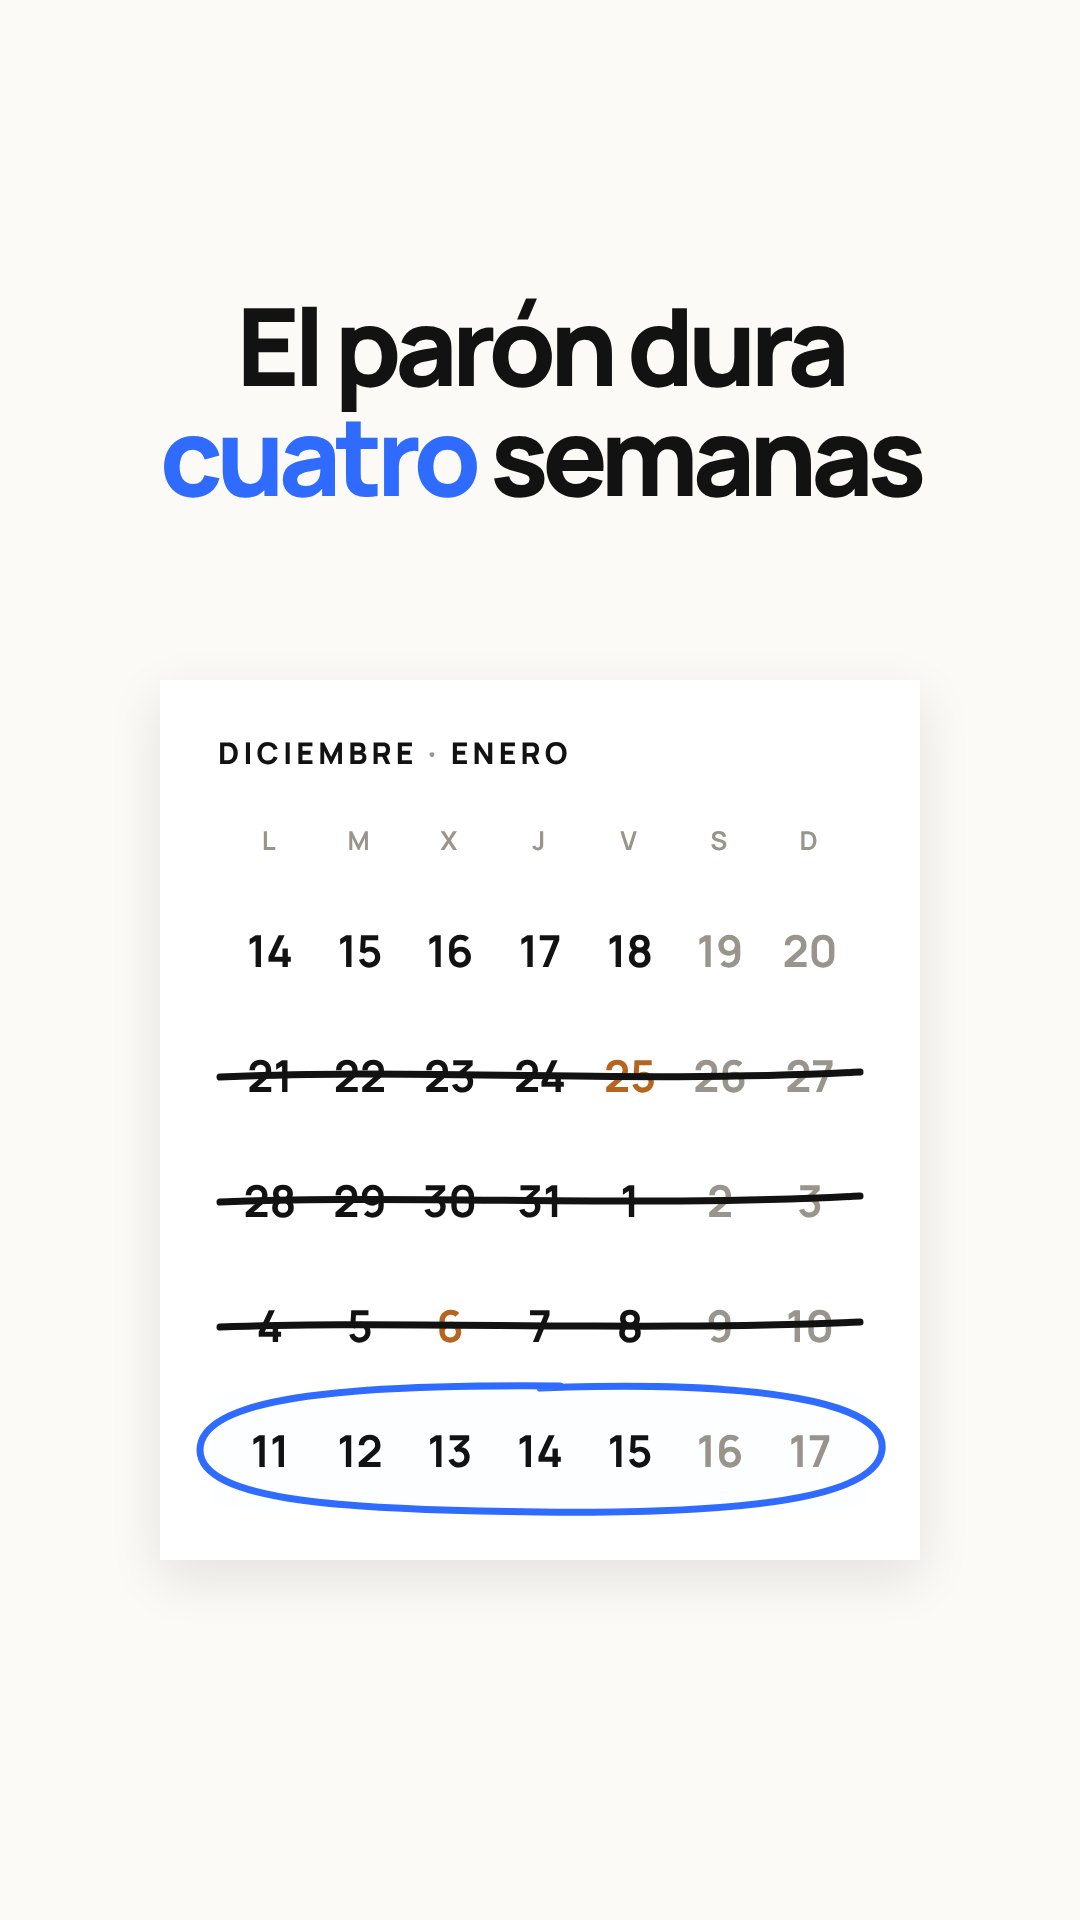 El parón dura
cuatro semanas
DICIEMBRE · ENERO
L M X J V S D
14 15 16 17 18 19 20
21 22 23 24 25 26 27
28 29 30 31 1 2 3
4 5 6 7 8 9 10
11 12 13 14 15 16 17